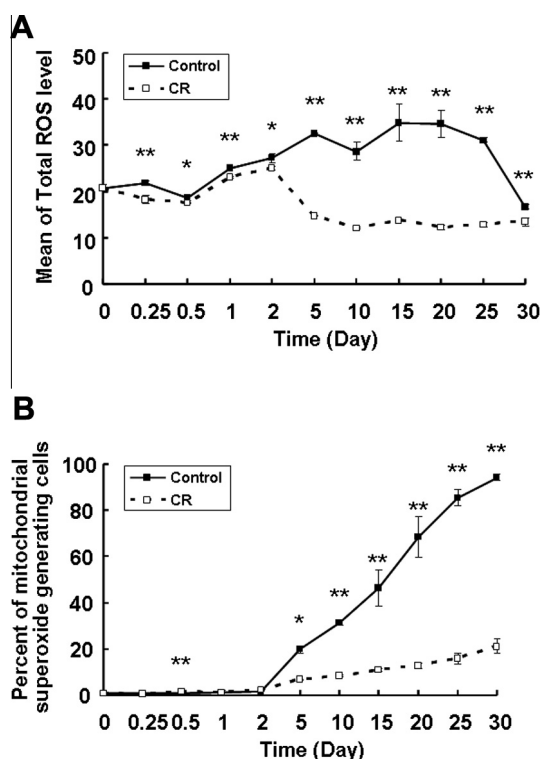 A
Mean of Total ROS level
50
40
30
20
10
0
Control
CR
** * ** * ** ** ** ** ** **
0 0.25 0.5 1 2 5 10 15 20 25 30
Time (Day)
B
Percent of mitochondrial
superoxide generating cells
100
80
60
40
20
0
Control
CR
** * ** ** ** ** **
0 0.25 0.5 1 2 5 10 15 20 25 30
Time (Day)